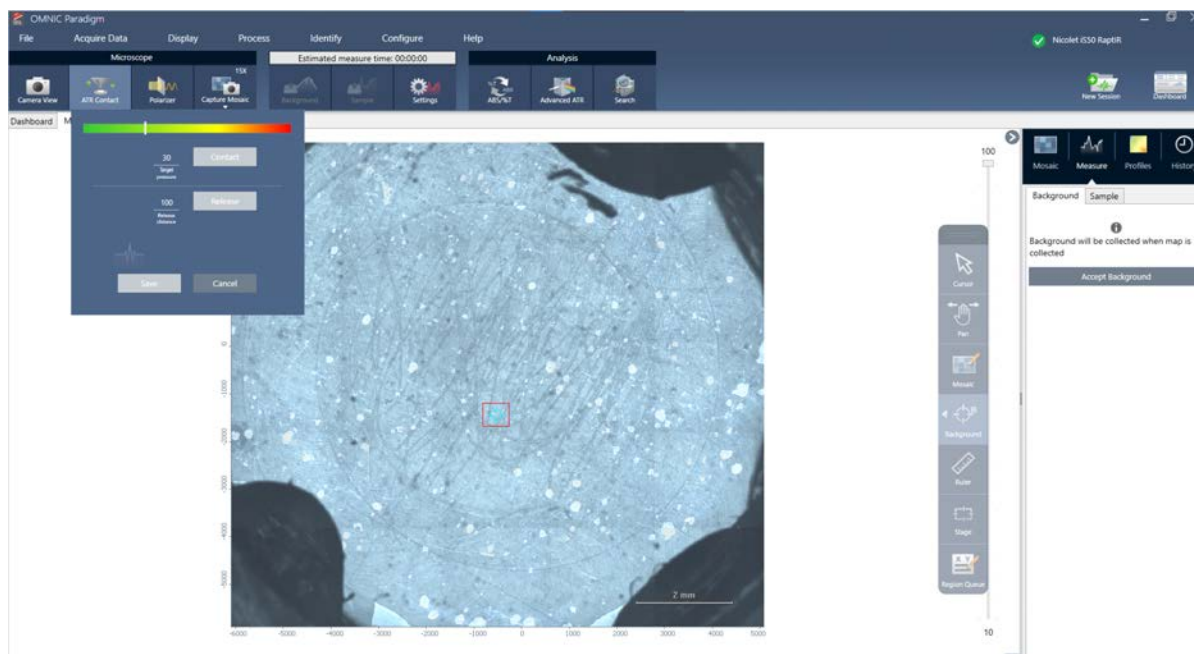 OMNIC Paradigm
File Acquire Data Display Process Identify Configure Help
Nicolet iS50 RaptIR
Microscope
Estimated measure time: 00:00:00
Analysis
15X
Camera View
ATR Contact
Polarizer
Capture Mosaic
Background
Sample
Settings
ABS/%T
Advanced ATR
Search
New Session
Dashboard
Dashboard M
30
Target pressure
Contact
100
Release distance
Release
Save
Cancel
100
Cursor
Pan
Mosaic
Background
Ruler
Stage
X Y
Region Queue
10
Mosaic
Measure
Profiles
Histor
Background Sample
Background will be collected when map is
collected
Accept Background
0
-1000
-2000
-3000
-4000
-5000
2 mm
-6000 -5000 -4000 -3000 -2000 -1000 0 1000 2000 3000 4000 5000